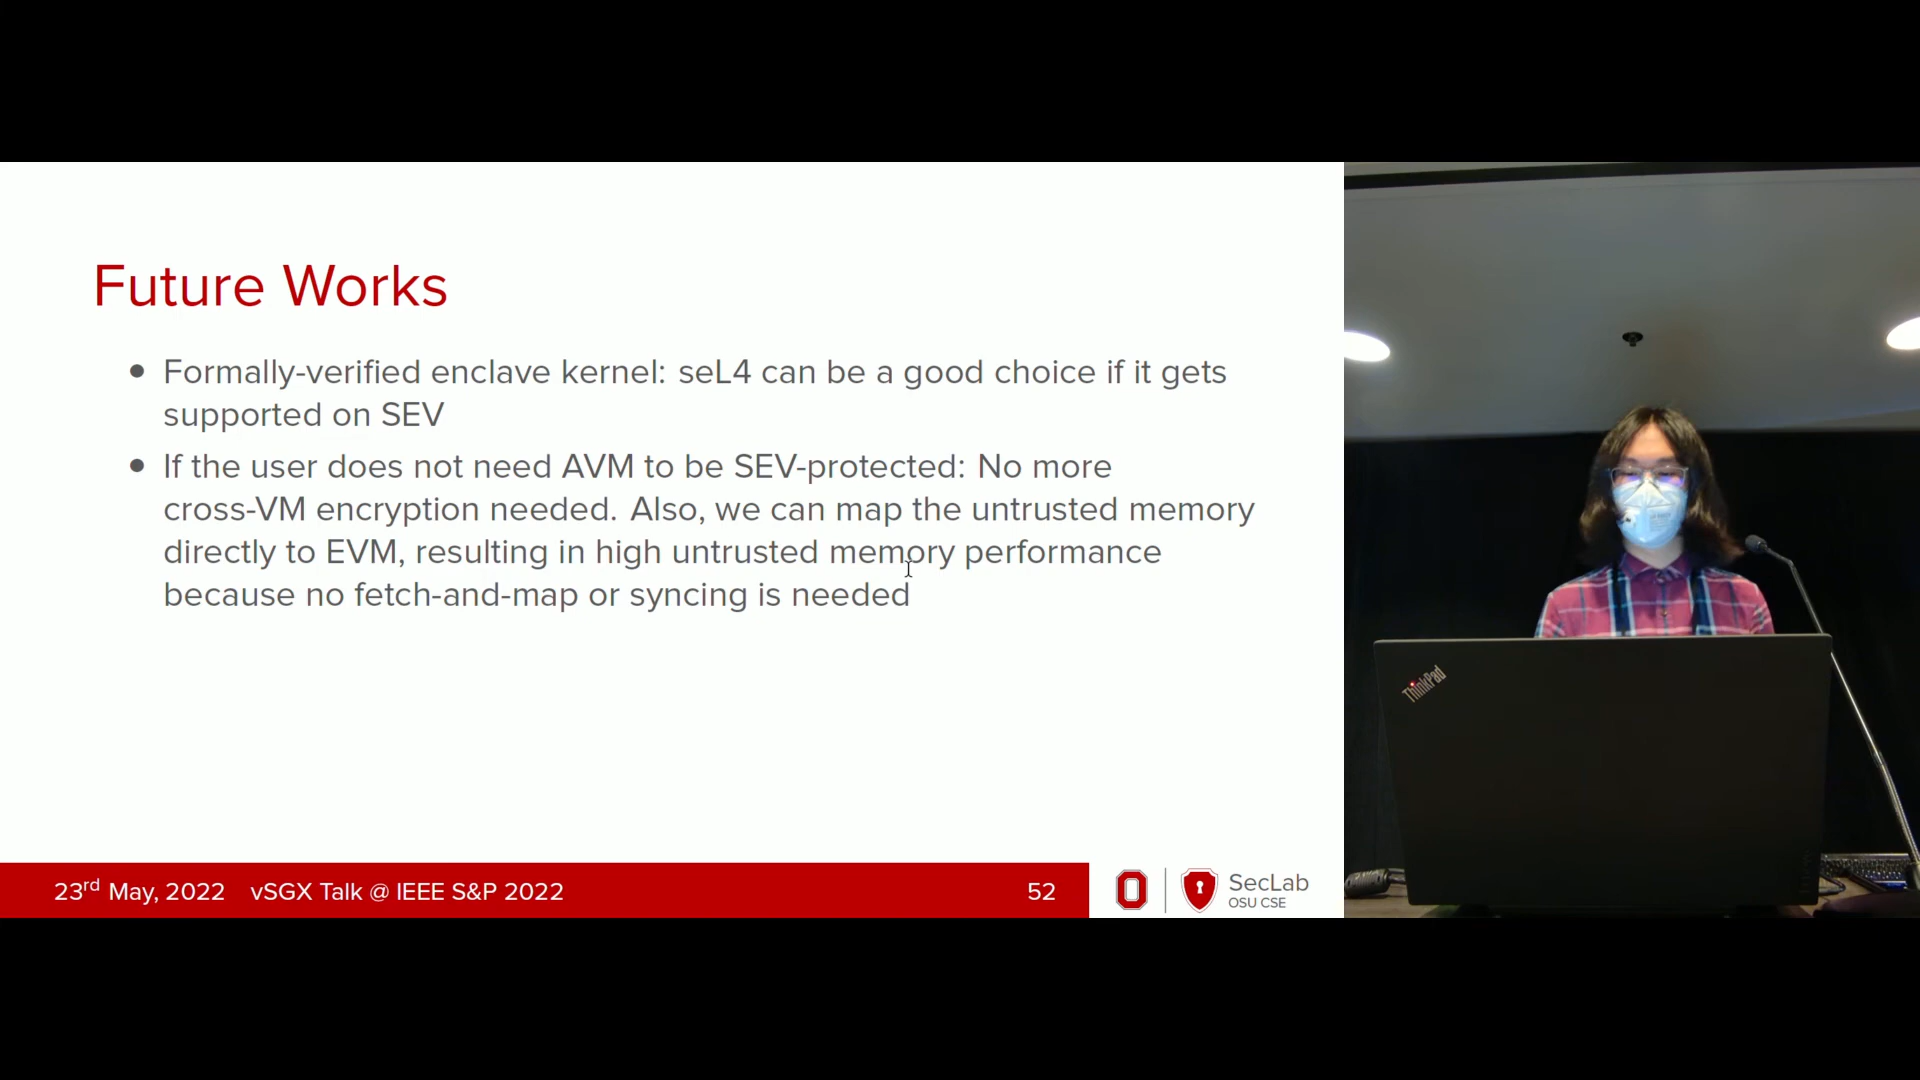 Future Works
• Formally-verified enclave kernel: seL4 can be a good choice if it gets
supported on SEV
• If the user does not need AVM to be SEV-protected: No more
cross-VM encryption needed. Also, we can map the untrusted memory
directly to EVM, resulting in high untrusted memory performance
because no fetch-and-map or syncing is needed
23rd May, 2022 vSGX Talk @ IEEE S&P 2022 52
SecLab
OSU CSE
ThinkPad